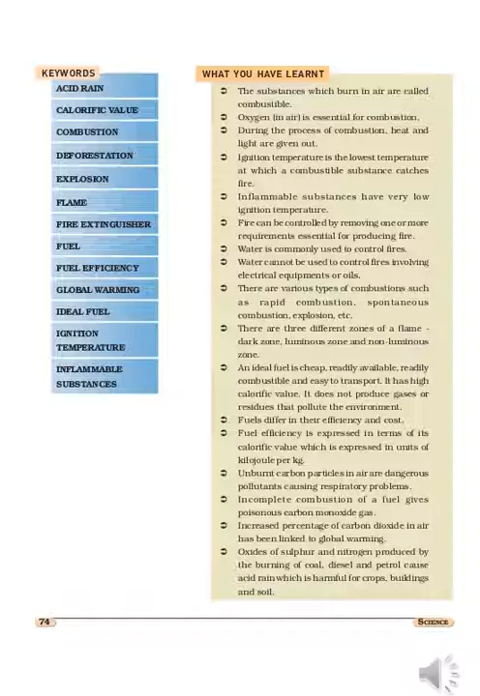 KEYWORDS
ACID RAIN
CALORIFIC VALUE
COMBUSTION
DEFORESTATION
EXPLOSION
FLAME
FIRE EXTINGUISHER
FUEL
FUEL EFFICIENCY
GLOBAL WARMING
IDEAL FUEL
IGNITION
TEMPERATURE
INFLAMMABLE
SUBSTANCES
WHAT YOU HAVE LEARNT
The substances which burn in air are called
combustible.
Oxygen (in air) is essential for combustion.
During the process of combustion, heat and
light are given out.
Ignition temperature is the lowest temperature
at which a combustible substance catches
fire.
Inflammable substances have very low
ignition temperature.
Fire can be controlled by removing one or more
requirements essential for producing fire.
Water is commonly used to control fires.
Water cannot be used to control fires involving
electrical equipments or oils.
There are various types of combustions such
as rapid combustion, spontaneous
combustion, explosion, etc.
There are three different zones of a flame -
dark zone, luminous zone and non-luminous
zone.
An ideal fuel is cheap, readily available, readily
combustible and easy to transport. It has high
calorific value. It does not produce gases or
residues that pollute the environment.
Fuels differ in their efficiency and cost.
Fuel efficiency is expressed in terms of its
calorific value which is expressed in units of
kilojoule per kg.
Unburnt carbon particles in air are dangerous
pollutants causing respiratory problems.
Incomplete combustion of a fuel gives
poisonous carbon monoxide gas.
Increased percentage of carbon dioxide in air
has been linked to global warming.
Oxides of sulphur and nitrogen produced by
the burning of coal, diesel and petrol cause
acid rain which is harmful for crops, buildings
and soil.
74
SCIENCE